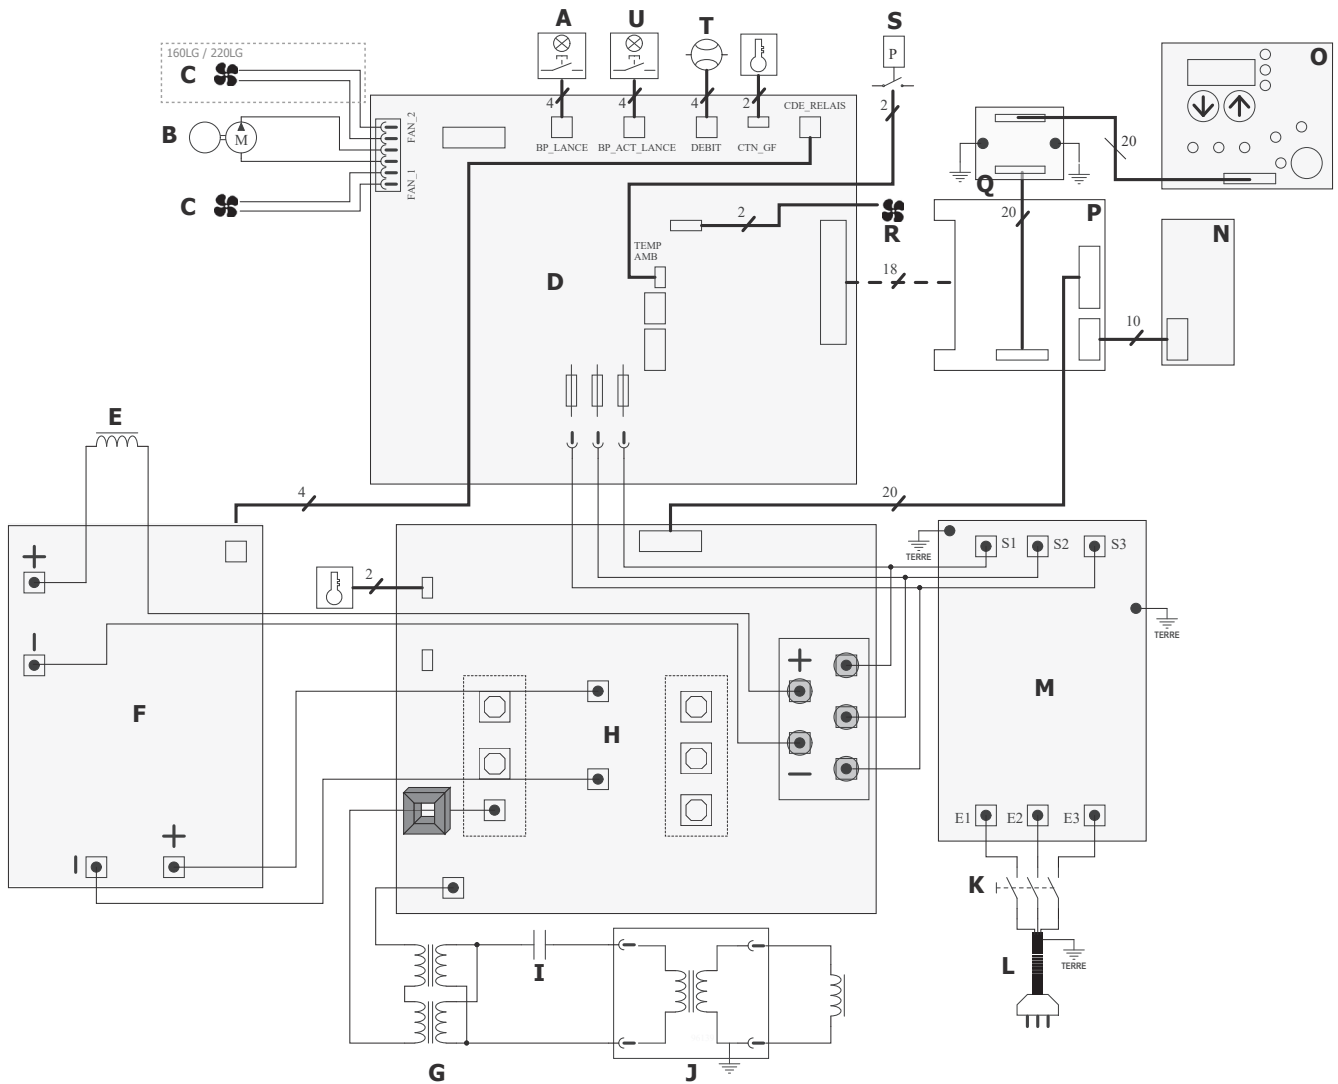 A
U
T
S
160LG / 220LG
C
P
O
4
4
4
2
2
CDE_RELAIS
FAN_2
B
M
BP_LANCE
BP_ACT_LANCE
DEBIT
CTN_GF
20
FAN_1
Q
C
2
20
P
R
N
TEMP
AMB
D
18
10
E
4
20
TERRE
S1
S2
S3
+
2
TERRE
+
M
F
H
+
E1
E2
E3
K
L
TERRE
I
G
J